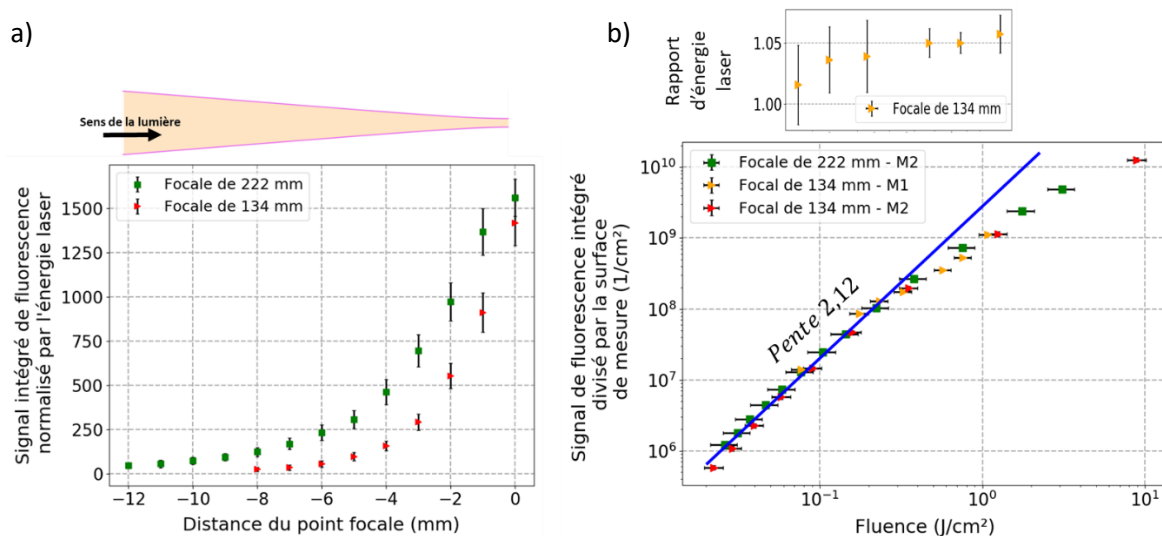 a)
Sens de la lumière
Signal intégré de fluorescence
normalisé par l'énergie laser
1500
1250
1000
750
500
250
0
Focale de 222 mm
Focale de 134 mm
−12
−10
−8
−6
−4
−2
0
Distance du point focale (mm)
b)
Rapport
d'énergie
laser
1.05
1.00
Focale de 134 mm
Signal de fluorescence intégré
divisé par la surface
de mesure (1/cm²)
10¹⁰
10⁹
10⁸
10⁷
10⁶
Focale de 222 mm - M2
Focal de 134 mm - M1
Focale de 134 mm - M2
Pente 2,12
10⁻¹
10⁰
10¹
Fluence (J/cm²)